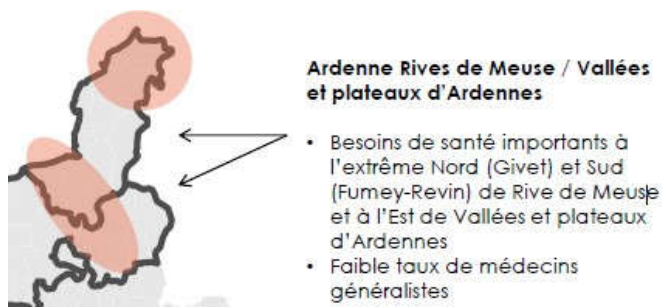 Ardenne Rives de Meuse / Vallées
et plateaux d'Ardennes
• Besoins de santé importants à
l'extrême Nord (Givet) et Sud
(Fumey-Revin) de Rive de Meuse
et à l'Est de Vallées et plateaux
d'Ardennes
• Faible taux de médecins
généralistes